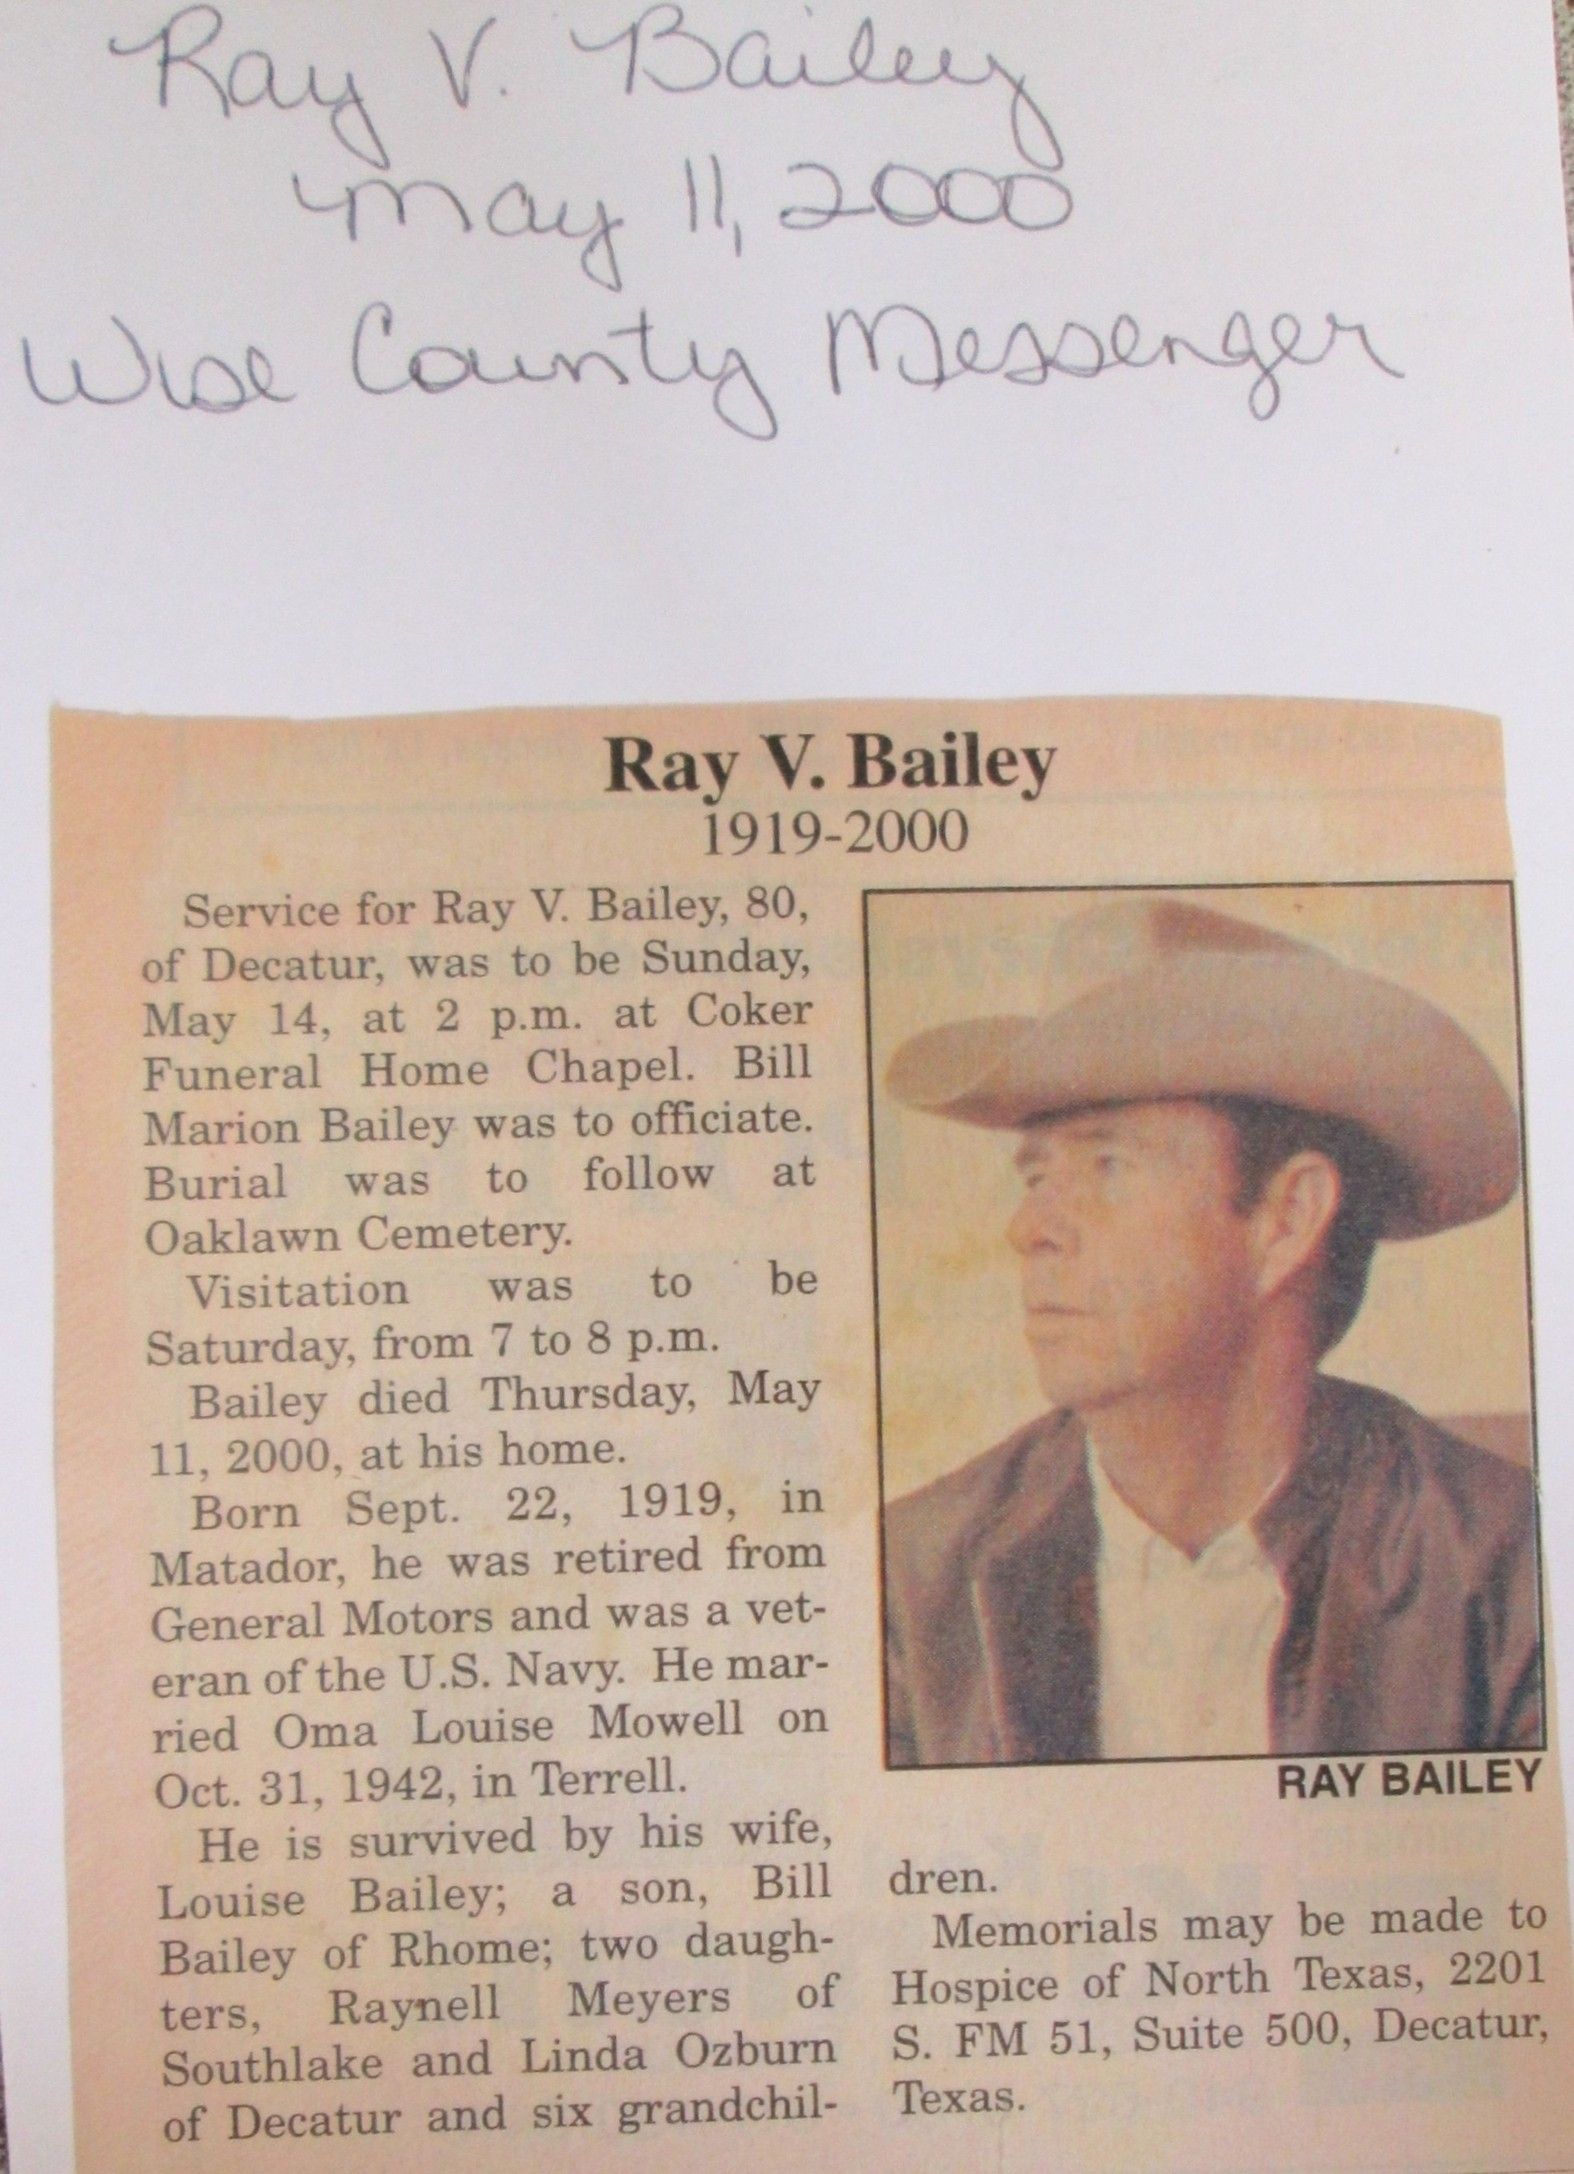 Ray V. Bailey
May 11, 2000
Wise County Messenger
Ray V. Bailey
1919-2000
Service for Ray V. Bailey, 80,
of Decatur, was to be Sunday,
May 14, at 2 p.m. at Coker
Funeral Home Chapel. Bill
Marion Bailey was to officiate.
Burial was to follow at
Oaklawn Cemetery.
Visitation was to be
Saturday, from 7 to 8 p.m.
Bailey died Thursday, May
11, 2000, at his home.
Born Sept. 22, 1919, in
Matador, he was retired from
General Motors and was a vet-
eran of the U.S. Navy. He mar-
ried Oma Louise Mowell on
Oct. 31, 1942, in Terrell.
He is survived by his wife,
Louise Bailey; a son, Bill
Bailey of Rhome; two daugh-
ters, Raynell Meyers of
Southlake and Linda Ozburn
of Decatur and six grandchil-
RAY BAILEY
dren.
Memorials may be made to
Hospice of North Texas, 2201
S. FM 51, Suite 500, Decatur,
Texas.